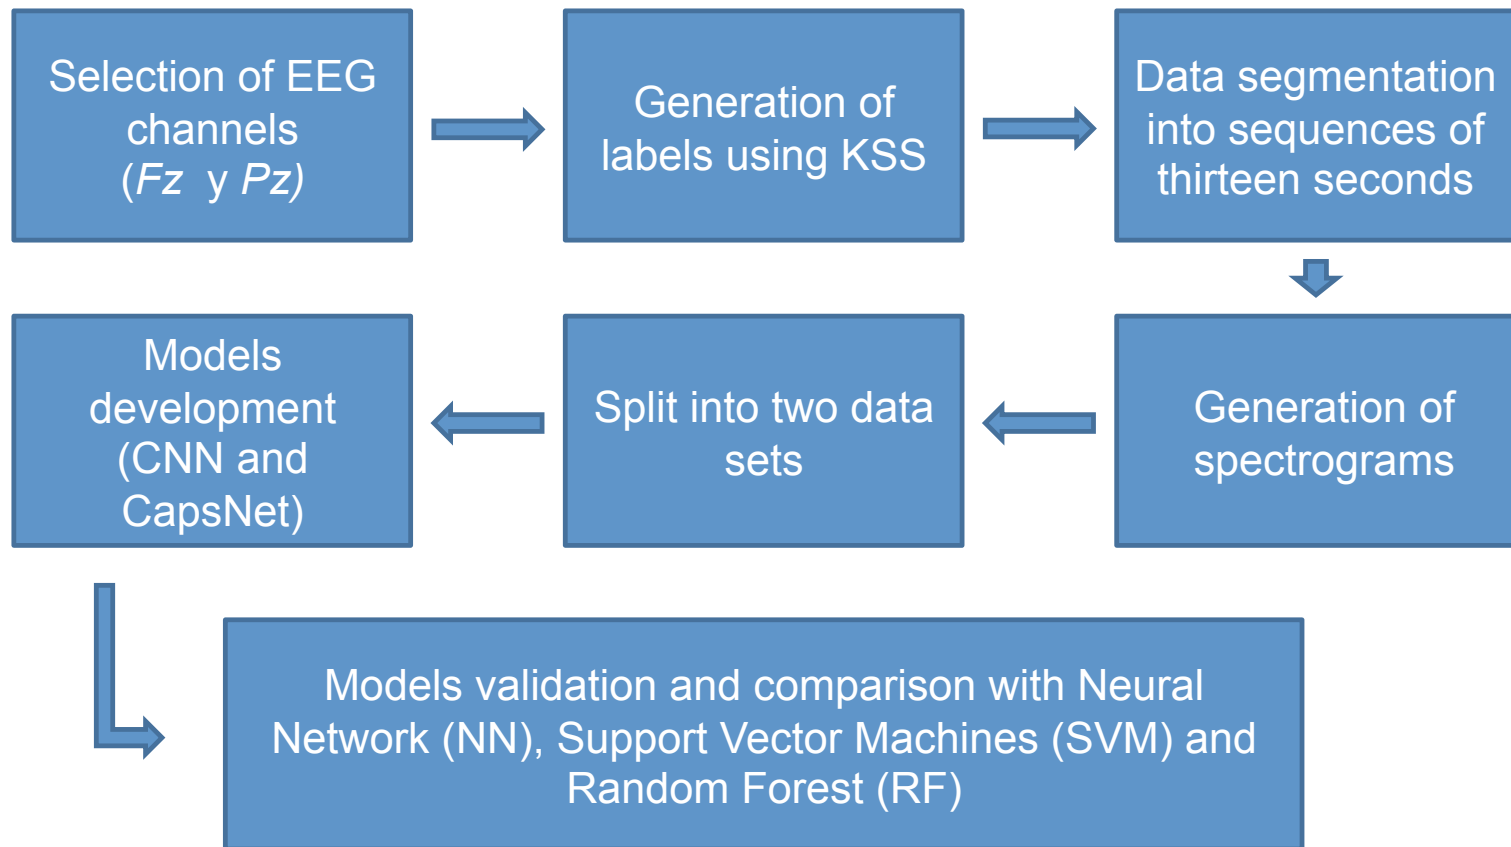 Selection of EEG
channels
(Fz y Pz)
Generation of
labels using KSS
Data segmentation
into sequences of
thirteen seconds
Generation of
spectrograms
Split into two data
sets
Models
development
(CNN and
CapsNet)
Models validation and comparison with Neural
Network (NN), Support Vector Machines (SVM) and
Random Forest (RF)